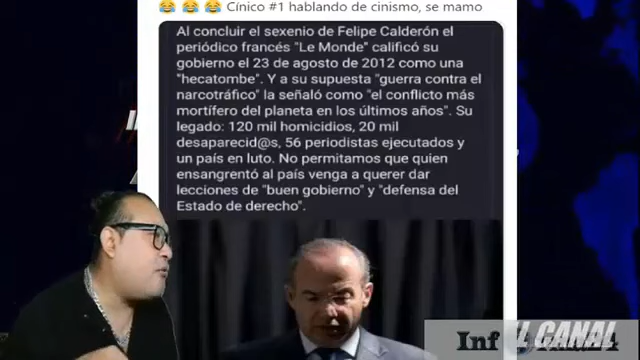 😂 😂 😂 Cínico #1 hablando de cinismo, se mamo
Al concluir el sexenio de Felipe Calderón el
periódico francés "Le Monde" calificó su
gobierno el 23 de agosto de 2012 como una
"hecatombe". Y a su supuesta "guerra contra el
narcotráfico" la señaló como "el conflicto más
mortífero del planeta en los últimos años". Su
legado: 120 mil homicidios, 20 mil
desaparecid@s, 56 periodistas ejecutados y
un país en luto. No permitamos que quien
ensangrentó al país venga a querer dar
lecciones de "buen gobierno" y "defensa del
Estado de derecho".
CANAL